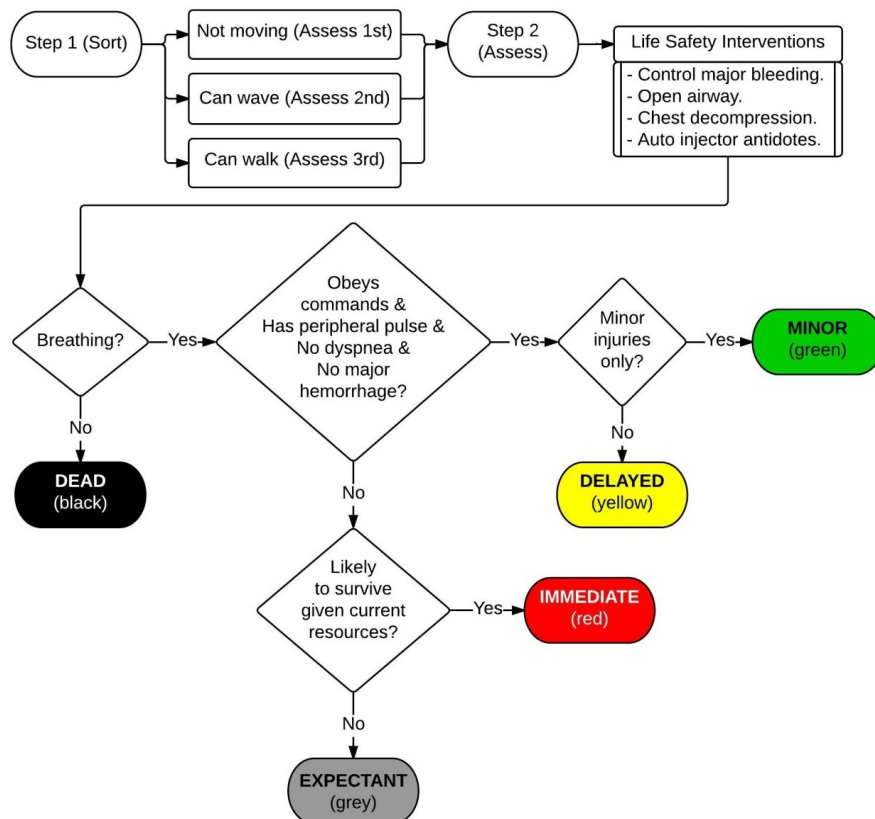 Step 1 (Sort)
Not moving (Assess 1st)
Can wave (Assess 2nd)
Can walk (Assess 3rd)
Step 2
(Assess)
Life Safety Interventions
- Control major bleeding.
- Open airway.
- Chest decompression.
- Auto injector antidotes.
Breathing?
Yes
Obeys
commands &
Has peripheral pulse &
No dyspnea &
No major
hemorrhage?
Yes
Minor
injuries
only?
Yes
MINOR
(green)
No
DEAD
(black)
No
DELAYED
(yellow)
No
Likely
to survive
given current
resources?
Yes
IMMEDIATE
(red)
No
EXPECTANT
(grey)